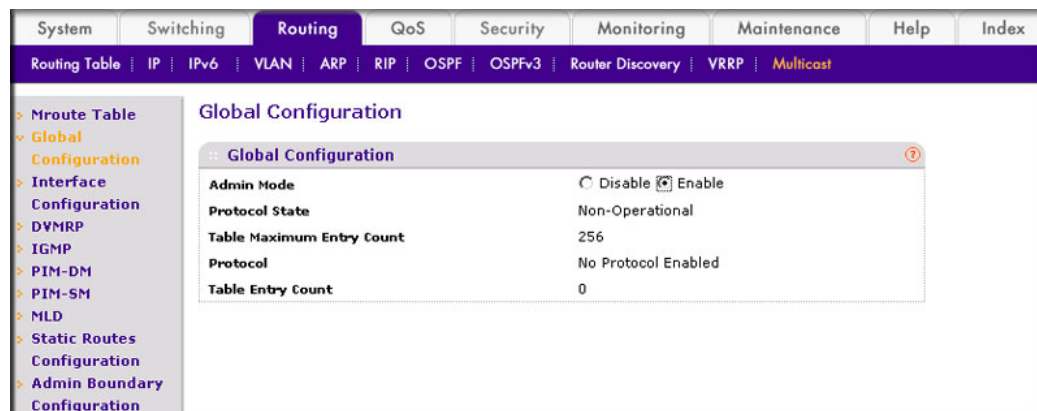 System Switching Routing QoS Security Monitoring Maintenance Help Index
Routing Table IP IPv6 VLAN ARP RIP OSPF OSPFv3 Router Discovery VRRP Multicast
Mroute Table
Global
Configuration
Interface
Configuration
DVMRP
IGMP
PIM-DM
PIM-SM
MLD
Static Routes
Configuration
Admin Boundary
Configuration
Global Configuration
Global Configuration ?
Admin Mode Disable Enable
Protocol State Non-Operational
Table Maximum Entry Count 256
Protocol No Protocol Enabled
Table Entry Count 0